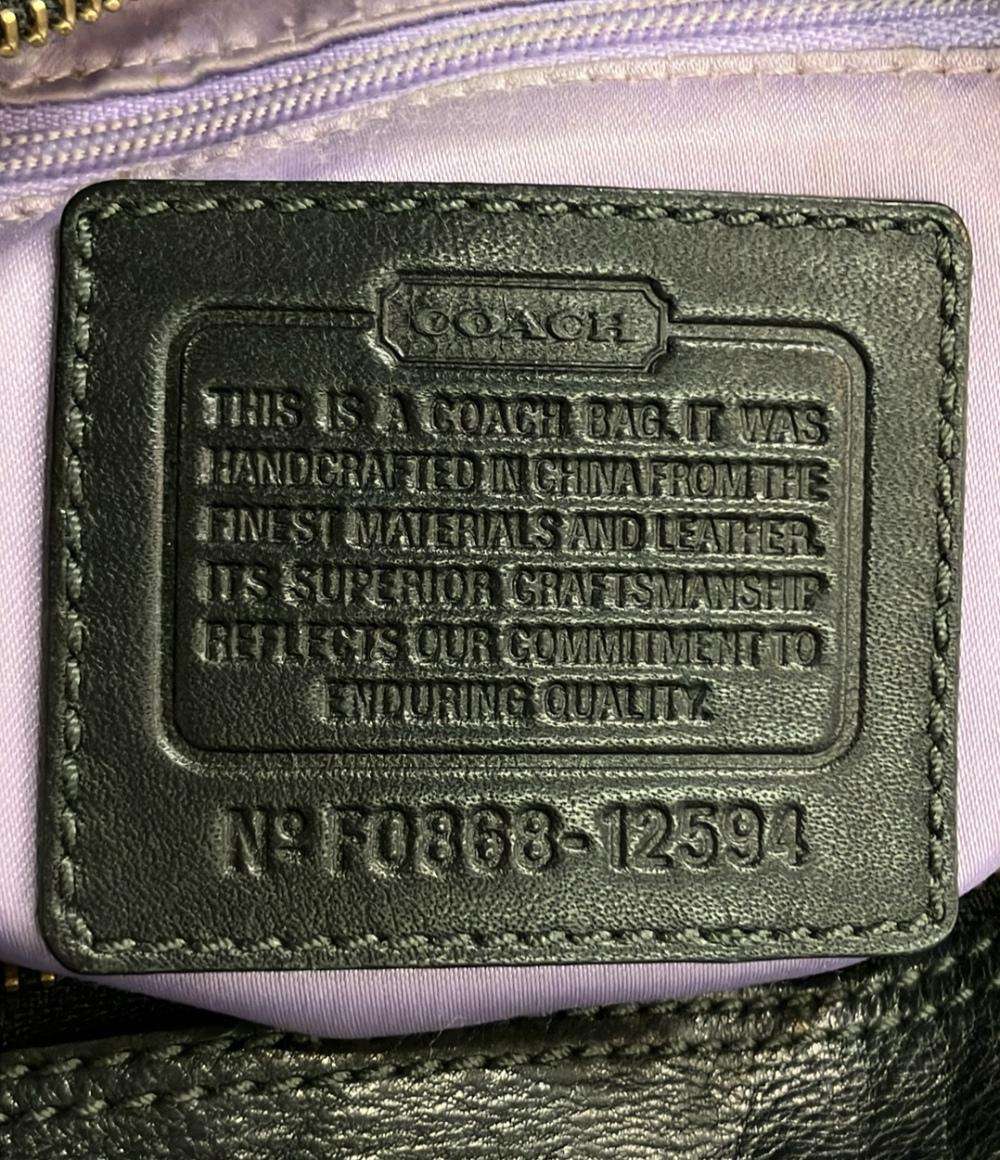 COACH
THIS IS A COACH BAG. IT WAS
HANDCRAFTED IN CHINA FROM THE
FINEST MATERIALS AND LEATHER.
ITS SUPERIOR CRAFTSMANSHIP
REFLECTS OUR COMMITMENT TO
ENDURING QUALITY.
Nº F0868-12594